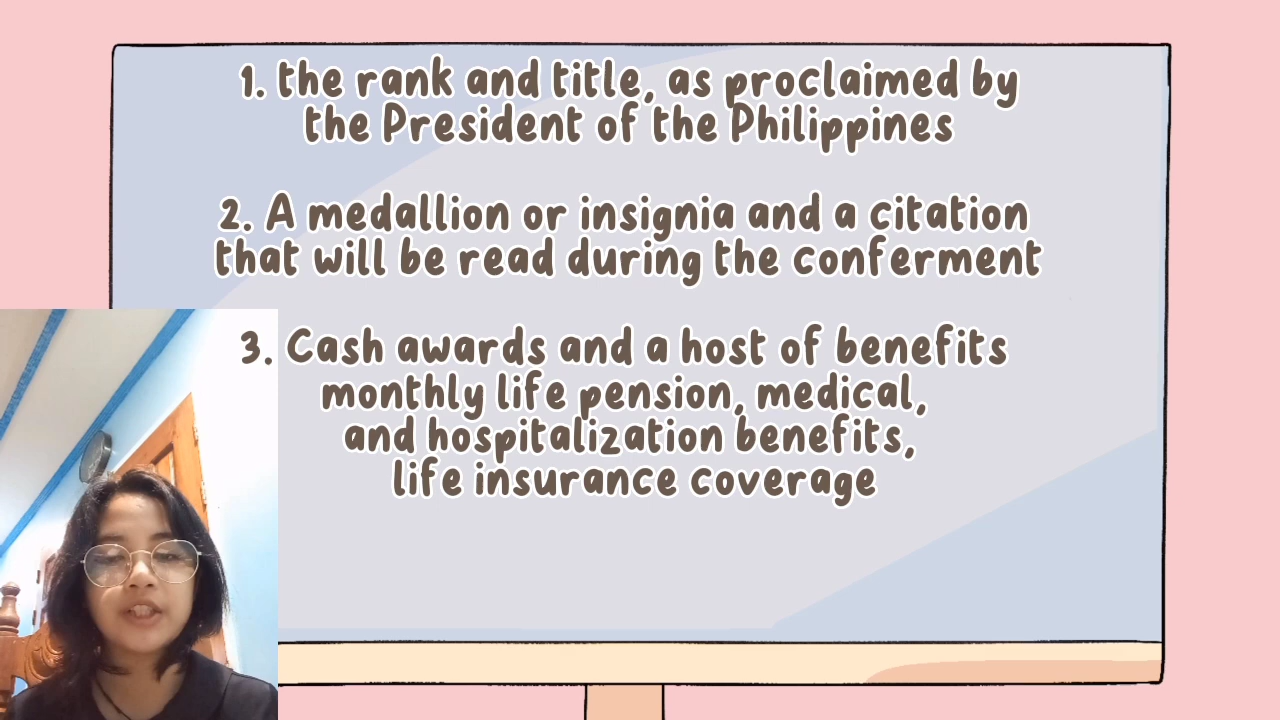 1. the rank and title, as proclaimed by
the President of the Philippines
2. A medallion or insignia and a citation
that will be read during the conferment
3. Cash awards and a host of benefits
monthly life pension, medical,
and hospitalization benefits,
life insurance coverage